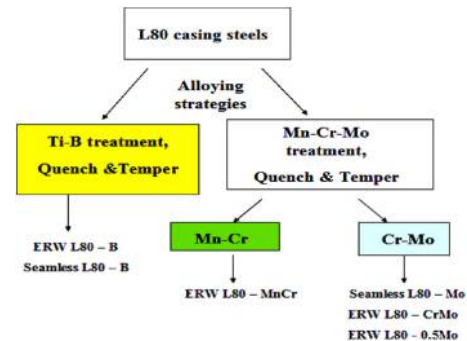 L80 casing steels
Alloying
strategies
Ti-B treatment,
Quench &Temper
Mn-Cr-Mo
treatment,
Quench & Temper
ERW L80 – B
Seamless L80 – B
Mn-Cr
Cr-Mo
ERW L80 – MnCr
Seamless L80 – Mo
ERW L80 – CrMo
ERW L80 - 0.5Mo